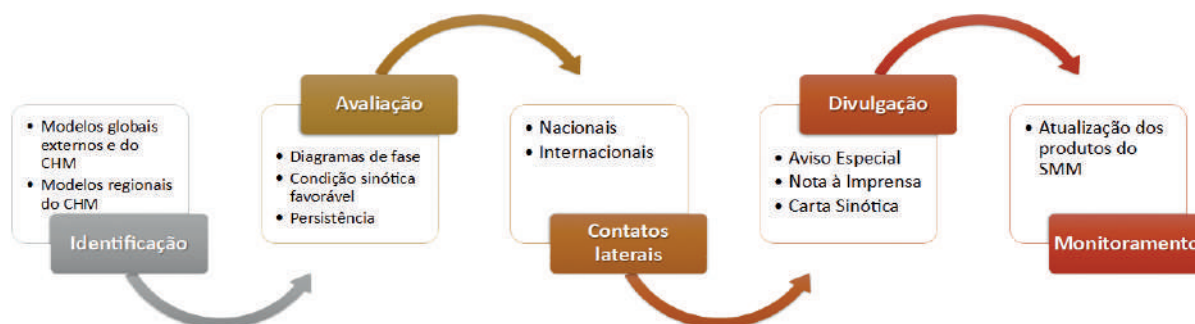 • Modelos globais
externos e do
CHM
• Modelos regionais
do CHM
Identificação
Avaliação
• Diagramas de fase
• Condição sinótica
favorável
• Persistência
• Nacionais
• Internacionais
Contatos
laterais
Divulgação
• Aviso Especial
• Nota à Imprensa
• Carta Sinótica
• Atualização dos
produtos do
SMM
Monitoramento